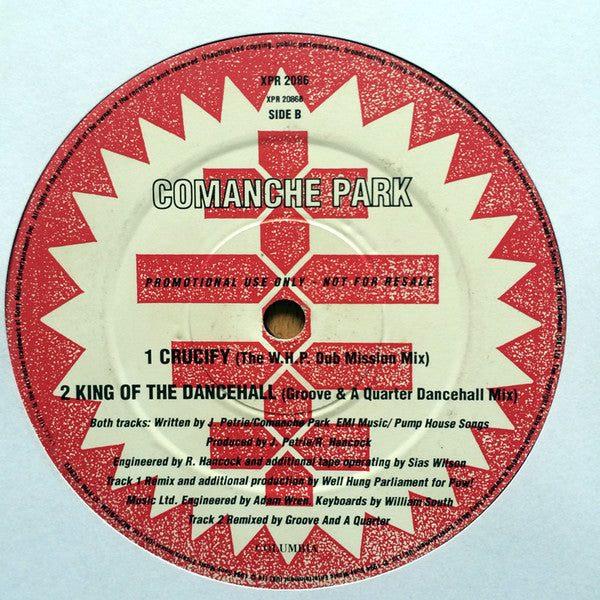 XPR 2086
XPR 2086B
SIDE B
COMANCHE PARK
PROMOTIONAL USE ONLY - NOT FOR RESALE
1 CRUCIFY (The W.H.P. Dub Mission Mix)
2 KING OF THE DANCEHALL (Groove & A Quarter Dancehall Mix)
Both tracks: Written by J. Petrie/Comanche Park EMI Music/ Pump House Songs
Produced by J. Petrie/R. Hancock
Engineered by R. Hancock and additional tape operating by Sias Wilson
Track 1 Remix and additional production by Well Hung Parliament for Pow!
Music Ltd. Engineered by Adam Wren. Keyboards by William South
Track 2 Remixed by Groove And A Quarter
COLUMBIA